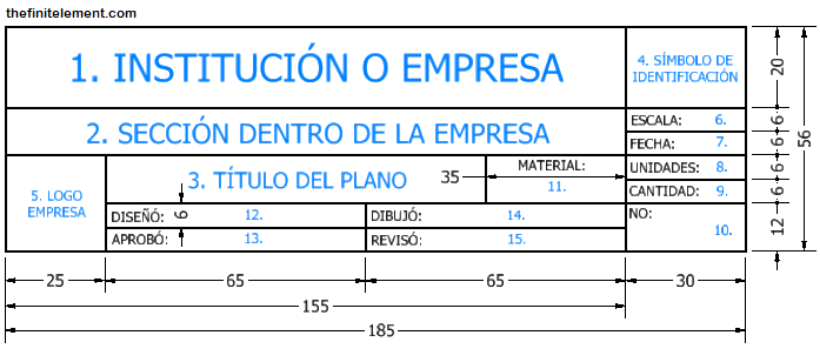 thefinitelement.com
1. INSTITUCIÓN O EMPRESA
4. SÍMBOLO DE
IDENTIFICACIÓN
20
2. SECCIÓN DENTRO DE LA EMPRESA
ESCALA: 6.
6
FECHA: 7.
6
56
5. LOGO
EMPRESA
3. TÍTULO DEL PLANO
35
MATERIAL:
11.
UNIDADES: 8.
6
CANTIDAD: 9.
6
DISEÑÓ: 6 12.
DIBUJÓ: 14.
APROBÓ: 13.
REVISÓ: 15.
NO:
10.
12
25 65 65 30
155
185